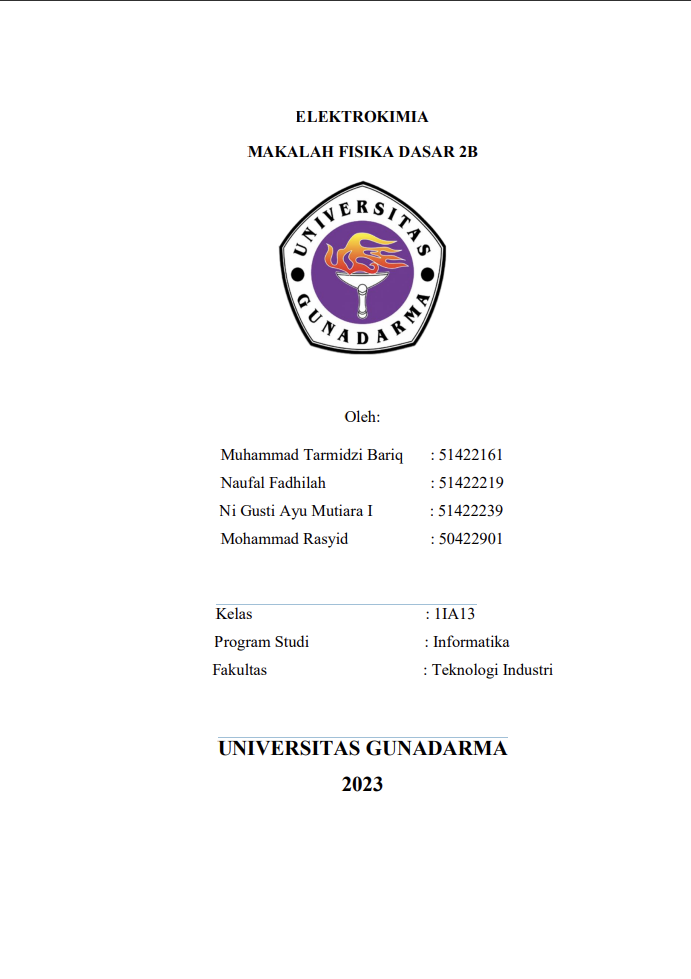 ELEKTROKIMIA
MAKALAH FISIKA DASAR 2B
UNIVERSITAS
GUNADARMA
Oleh:
Muhammad Tarmidzi Bariq : 51422161
Naufal Fadhilah : 51422219
Ni Gusti Ayu Mutiara I : 51422239
Mohammad Rasyid : 50422901
Kelas : 1IA13
Program Studi : Informatika
Fakultas : Teknologi Industri
UNIVERSITAS GUNADARMA
2023